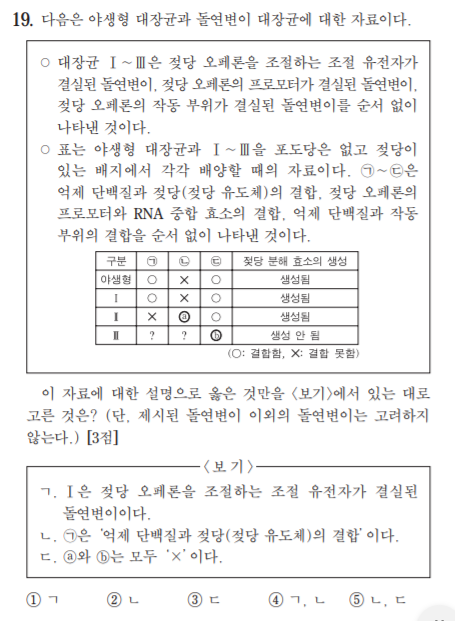 19. 다음은 야생형 대장균과 돌연변이 대장균에 대한 자료이다.
○ 대장균 Ⅰ~Ⅲ은 젖당 오페론을 조절하는 조절 유전자가
결실된 돌연변이, 젖당 오페론의 프로모터가 결실된 돌연변이,
젖당 오페론의 작동 부위가 결실된 돌연변이를 순서 없이
나타낸 것이다.
○ 표는 야생형 대장균과 Ⅰ~Ⅲ을 포도당은 없고 젖당이
있는 배지에서 각각 배양할 때의 자료이다. ㉠~㉢은
억제 단백질과 젖당(젖당 유도체)의 결합, 젖당 오페론의
프로모터와 RNA 중합 효소의 결합, 억제 단백질과 작동
부위의 결합을 순서 없이 나타낸 것이다.
구분 ㉠ ㉡ ㉢ 젖당 분해 효소의 생성
야생형 ○ × ○ 생성됨
Ⅰ ○ × ○ 생성됨
Ⅱ × ⓐ ○ 생성됨
Ⅲ ? ? ⓑ 생성 안 됨
(○: 결합함, ×: 결합 못함)
이 자료에 대한 설명으로 옳은 것만을 <보기>에서 있는 대로
고른 것은? (단, 제시된 돌연변이 이외의 돌연변이는 고려하지
않는다.) [3점]
<보 기>
ㄱ. Ⅰ은 젖당 오페론을 조절하는 조절 유전자가 결실된
돌연변이이다.
ㄴ. ㉠은 '억제 단백질과 젖당(젖당 유도체)의 결합'이다.
ㄷ. ⓐ와 ⓑ는 모두 '×'이다.
① ㄱ ② ㄴ ③ ㄷ ④ ㄱ, ㄴ ⑤ ㄴ, ㄷ